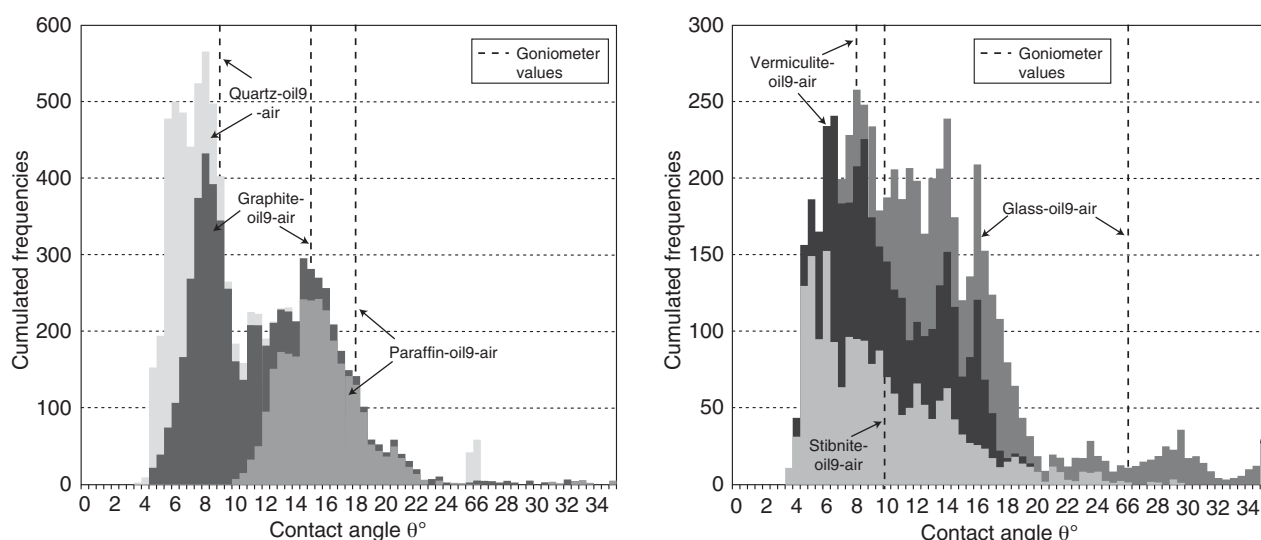 600
500
400
300
200
100
0
Cumulated frequencies
Goniometer
values
Quartz-oil9
-air
Graphite-
oil9-air
Paraffin-oil9-air
0 2 4 6 8 10 12 14 16 18 20 22 24 66 28 30 32 34
Contact angle θ°
300
250
200
150
100
50
0
Cumulated frequencies
Goniometer
values
Vermiculite-
oil9-air
Glass-oil9-air
Stibnite-
oil9-air
0 2 4 6 8 10 12 14 16 18 20 22 24 66 28 30 32 34
Contact angle θ°